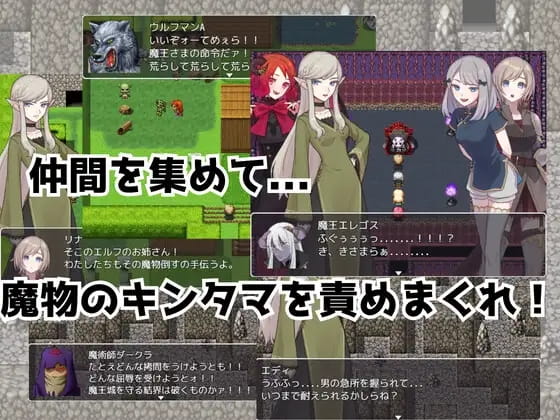 ウルフマンA
いいぞォーてめぇら！！
魔王さまの命令だァ！
荒らして荒らして荒らら
仲間を集めて...
リナ
そこのエルフのお姉さん！
わたしたちもその魔物倒すの手伝うよ。
魔王エレゴス
ふぐぅぅぅっ.......！！！？
き、きさまらぁ........
魔物のキンタマを責めまくれ！
魔術師ダークラ
たとえどんな拷問をうけようとも！！
どんな屈辱を受けようとォ！！
魔王城を守る結界は破くものかァ！！！
エディ
うふふっ....男の急所を握られて...
いつまで耐えられるかしらね？